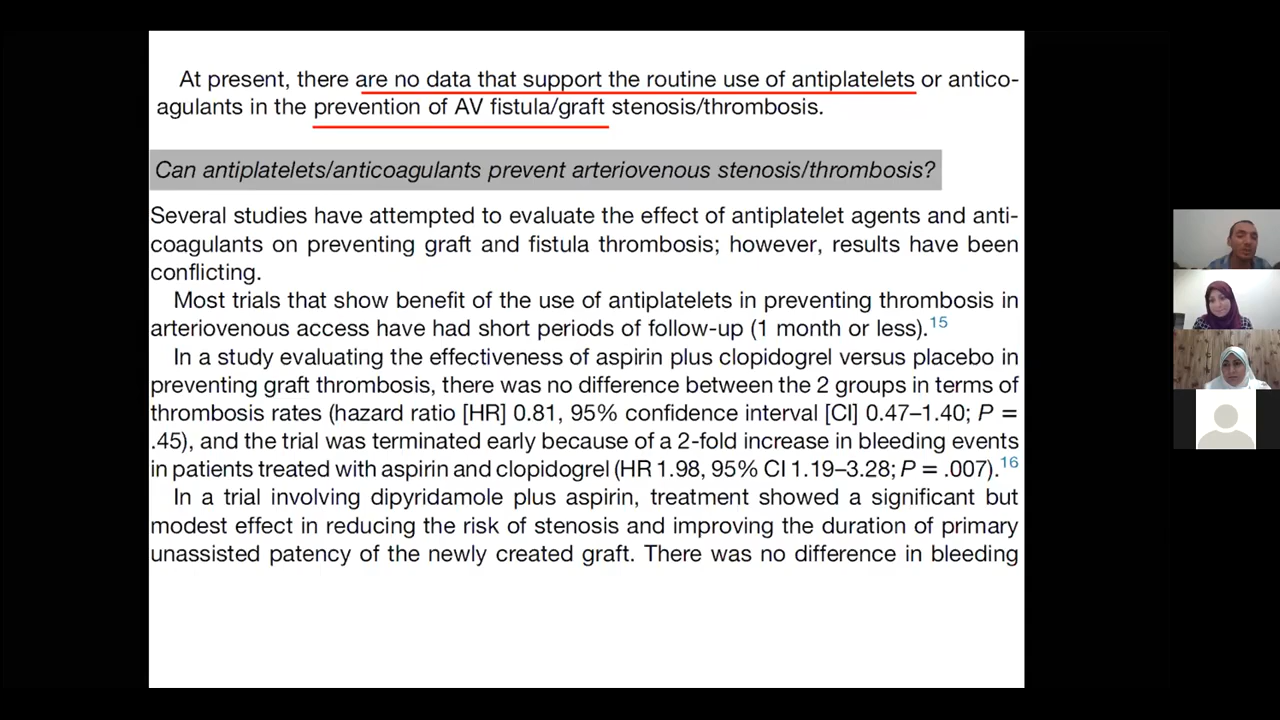 At present, there are no data that support the routine use of antiplatelets or antico-
agulants in the prevention of AV fistula/graft stenosis/thrombosis.
Can antiplatelets/anticoagulants prevent arteriovenous stenosis/thrombosis?
Several studies have attempted to evaluate the effect of antiplatelet agents and anti-
coagulants on preventing graft and fistula thrombosis; however, results have been
conflicting.
Most trials that show benefit of the use of antiplatelets in preventing thrombosis in
arteriovenous access have had short periods of follow-up (1 month or less).15
In a study evaluating the effectiveness of aspirin plus clopidogrel versus placebo in
preventing graft thrombosis, there was no difference between the 2 groups in terms of
thrombosis rates (hazard ratio [HR] 0.81, 95% confidence interval [CI] 0.47–1.40; P =
.45), and the trial was terminated early because of a 2-fold increase in bleeding events
in patients treated with aspirin and clopidogrel (HR 1.98, 95% CI 1.19–3.28; P = .007).16
In a trial involving dipyridamole plus aspirin, treatment showed a significant but
modest effect in reducing the risk of stenosis and improving the duration of primary
unassisted patency of the newly created graft. There was no difference in bleeding